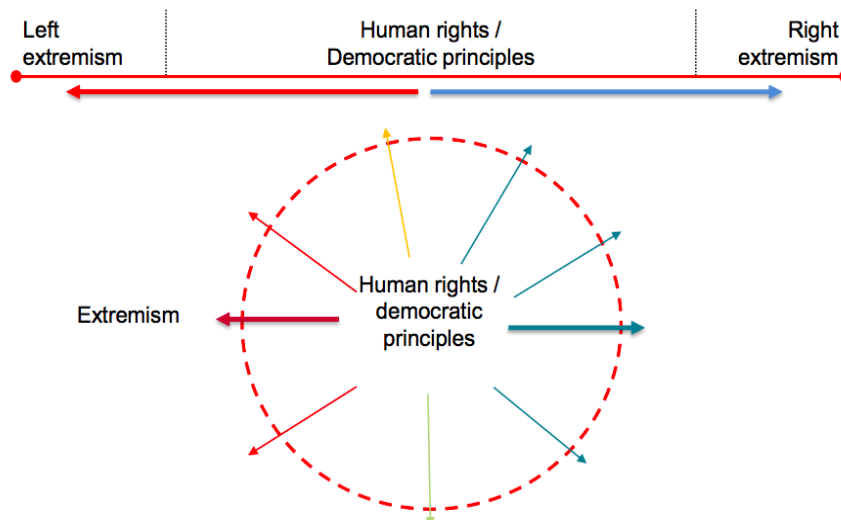 Left
extremism
Human rights /
Democratic principles
Right
extremism
Human rights /
democratic
principles
Extremism